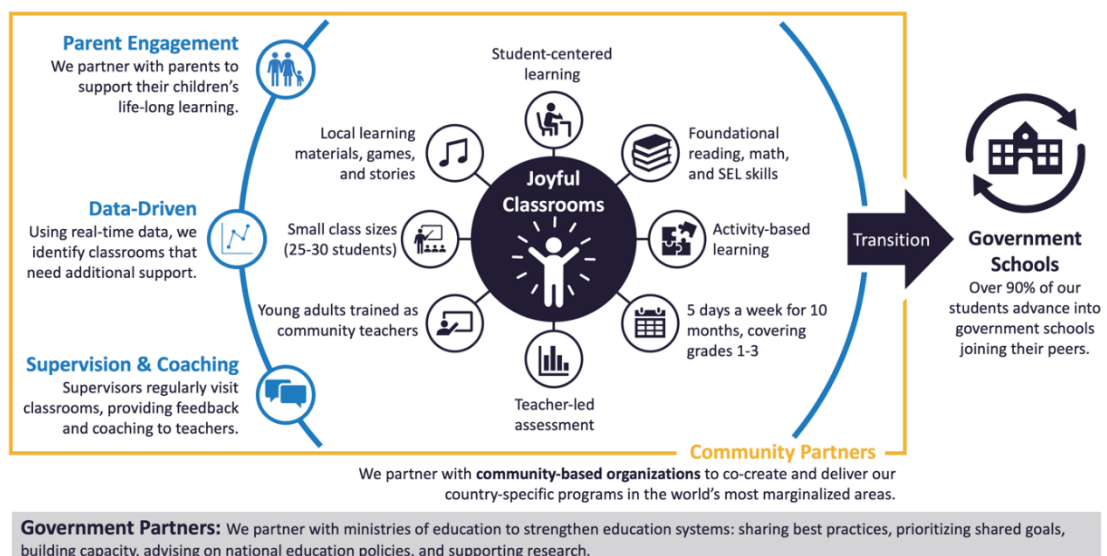 Parent Engagement
We partner with parents to
support their children's
life-long learning.
Data-Driven
Using real-time data, we
identify classrooms that
need additional support.
Supervision & Coaching
Supervisors regularly visit
classrooms, providing feedback
and coaching to teachers.
Student-centered
learning
Local learning
materials, games,
and stories
Foundational
reading, math,
and SEL skills
Joyful
Classrooms
Small class sizes
(25-30 students)
Activity-based
learning
Young adults trained as
community teachers
5 days a week for 10
months, covering
grades 1-3
Teacher-led
assessment
Transition
Government
Schools
Over 90% of our
students advance into
government schools
joining their peers.
Community Partners
We partner with community-based organizations to co-create and deliver our
country-specific programs in the world's most marginalized areas.
Government Partners: We partner with ministries of education to strengthen education systems: sharing best practices, prioritizing shared goals,
building capacity, advising on national education policies, and supporting research.